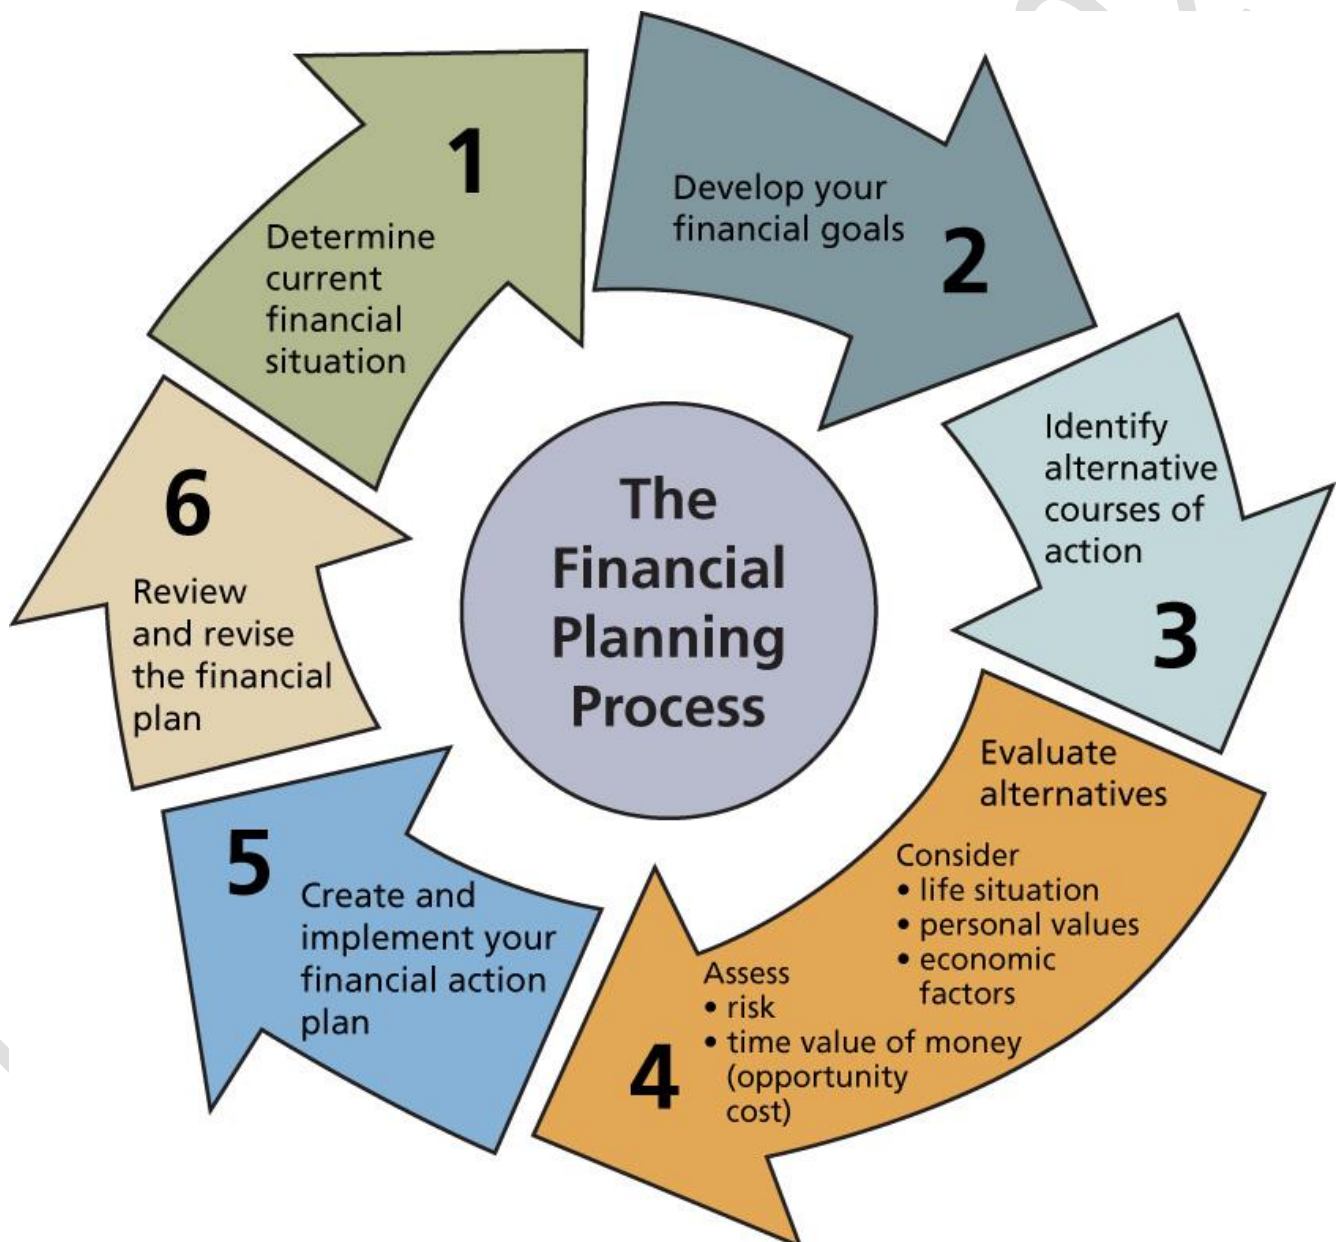 1
Determine
current
financial
situation
Develop your
financial goals
2
Identify
alternative
courses of
action
3
Evaluate
alternatives
Consider
• life situation
• personal values
• economic
factors
Assess
• risk
• time value of money
(opportunity
cost)
4
5
Create and
implement your
financial action
plan
6
Review
and revise
the financial
plan
The
Financial
Planning
Process